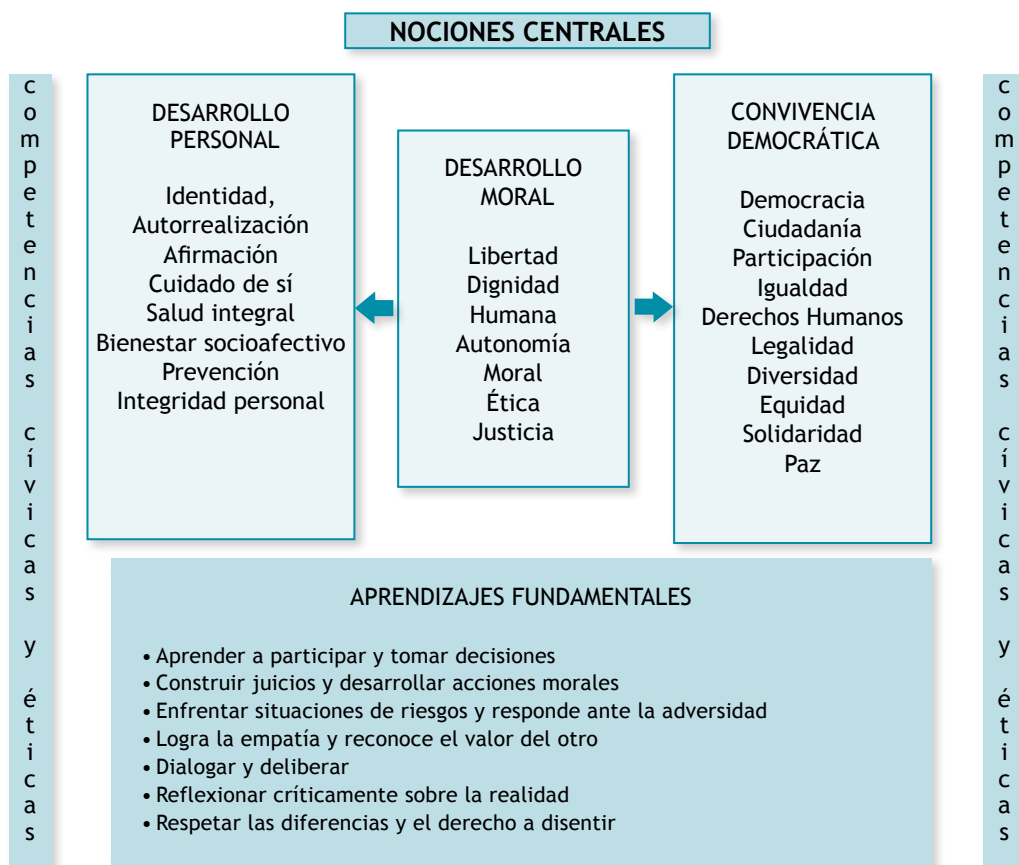 NOCIONES CENTRALES
competencias cívicas y éticas
DESARROLLO
PERSONAL
Identidad,
Autorrealización
Afirmación
Cuidado de sí
Salud integral
Bienestar socioafectivo
Prevención
Integridad personal
DESARROLLO
MORAL
Libertad
Dignidad
Humana
Autonomía
Moral
Ética
Justicia
CONVIVENCIA
DEMOCRÁTICA
Democracia
Ciudadanía
Participación
Igualdad
Derechos Humanos
Legalidad
Diversidad
Equidad
Solidaridad
Paz
competencias cívicas y éticas
APRENDIZAJES FUNDAMENTALES
• Aprender a participar y tomar decisiones
• Construir juicios y desarrollar acciones morales
• Enfrentar situaciones de riesgos y responde ante la adversidad
• Logra la empatía y reconoce el valor del otro
• Dialogar y deliberar
• Reflexionar críticamente sobre la realidad
• Respetar las diferencias y el derecho a disentir